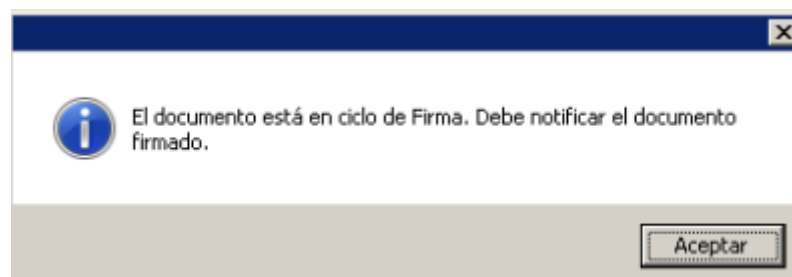 El documento está en ciclo de Firma. Debe notificar el documento
firmado.
Aceptar